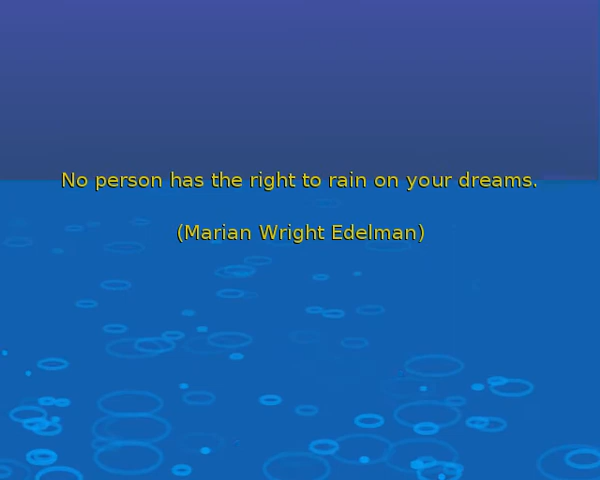 No person has the right to rain on your dreams.
(Marian Wright Edelman)